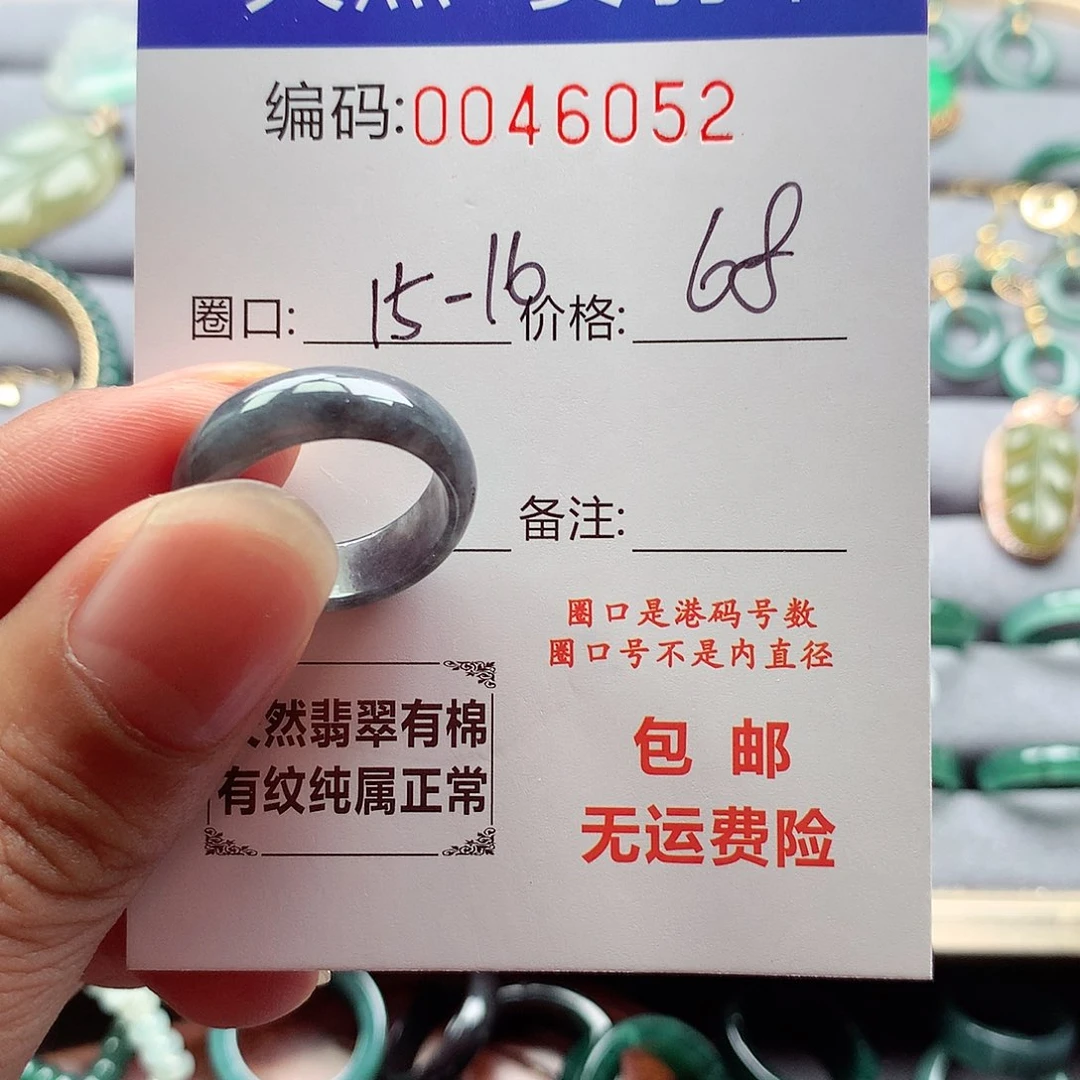 编码:0046052
圈口: 15-16 价格: 68
备注:
圈口是港码号数
圈口号不是内直径
然翡翠有棉
有纹纯属正常
包邮
无运费险